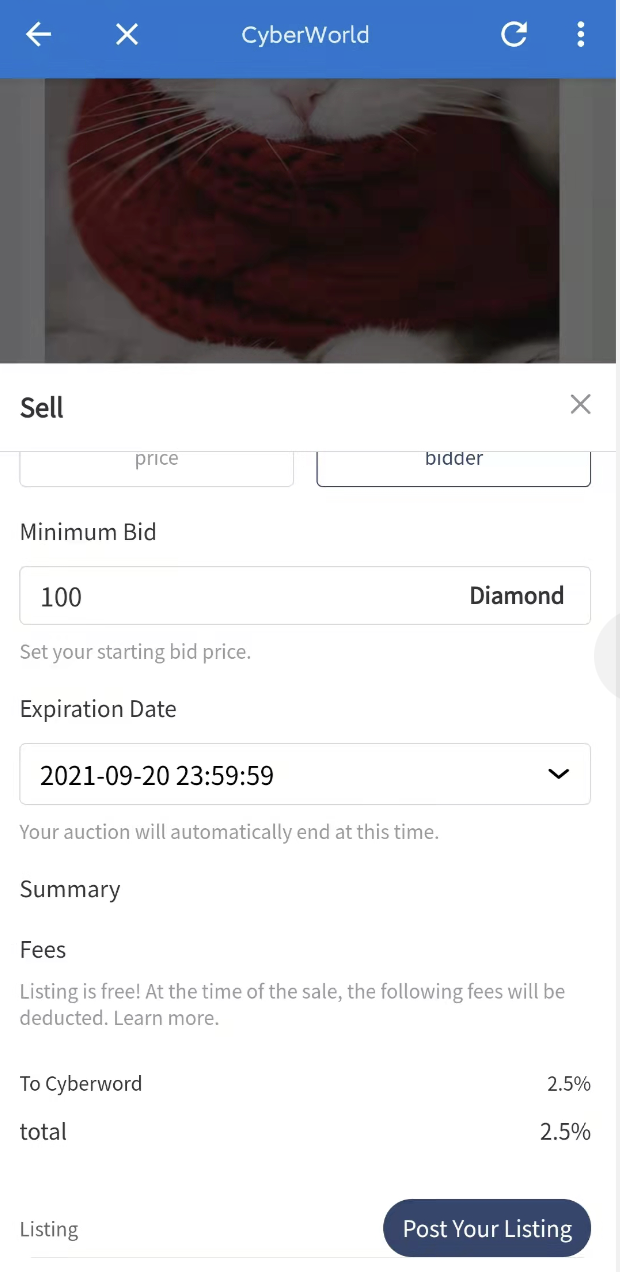 CyberWorld
Sell
price
bidder
Minimum Bid
100
Diamond
Set your starting bid price.
Expiration Date
2021-09-20 23:59:59
Your auction will automatically end at this time.
Summary
Fees
Listing is free! At the time of the sale, the following fees will be
deducted. Learn more.
To Cyberword
2.5%
total
2.5%
Listing
Post Your Listing